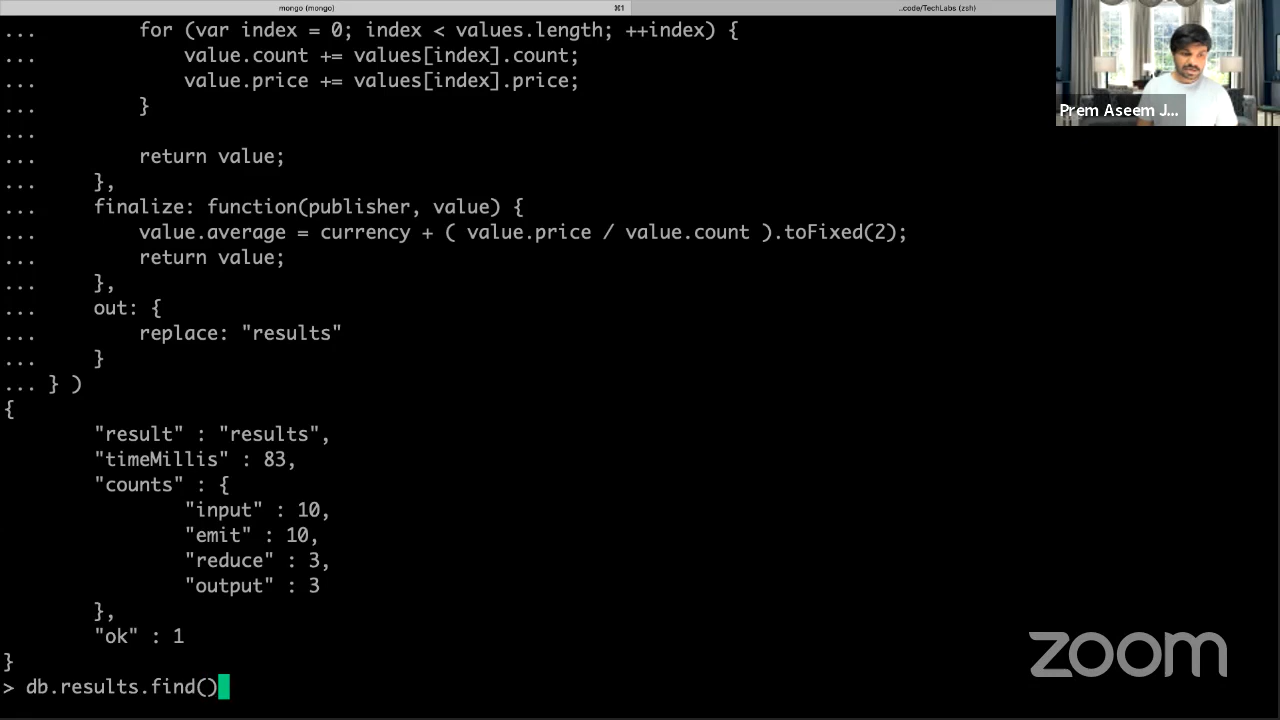 mongo (mongo)
⌘1
..code/TechLabs (zsh)
... for (var index = 0; index < values.length; ++index) {
... value.count += values[index].count;
... value.price += values[index].price;
... }
...
... return value;
... },
... finalize: function(publisher, value) {
... value.average = currency + ( value.price / value.count ).toFixed(2);
... return value;
... },
... out: {
... replace: "results"
... }
... } )
{
"result" : "results",
"timeMillis" : 83,
"counts" : {
"input" : 10,
"emit" : 10,
"reduce" : 3,
"output" : 3
},
"ok" : 1
}
> db.results.find()
Prem Aseem J...
zoom